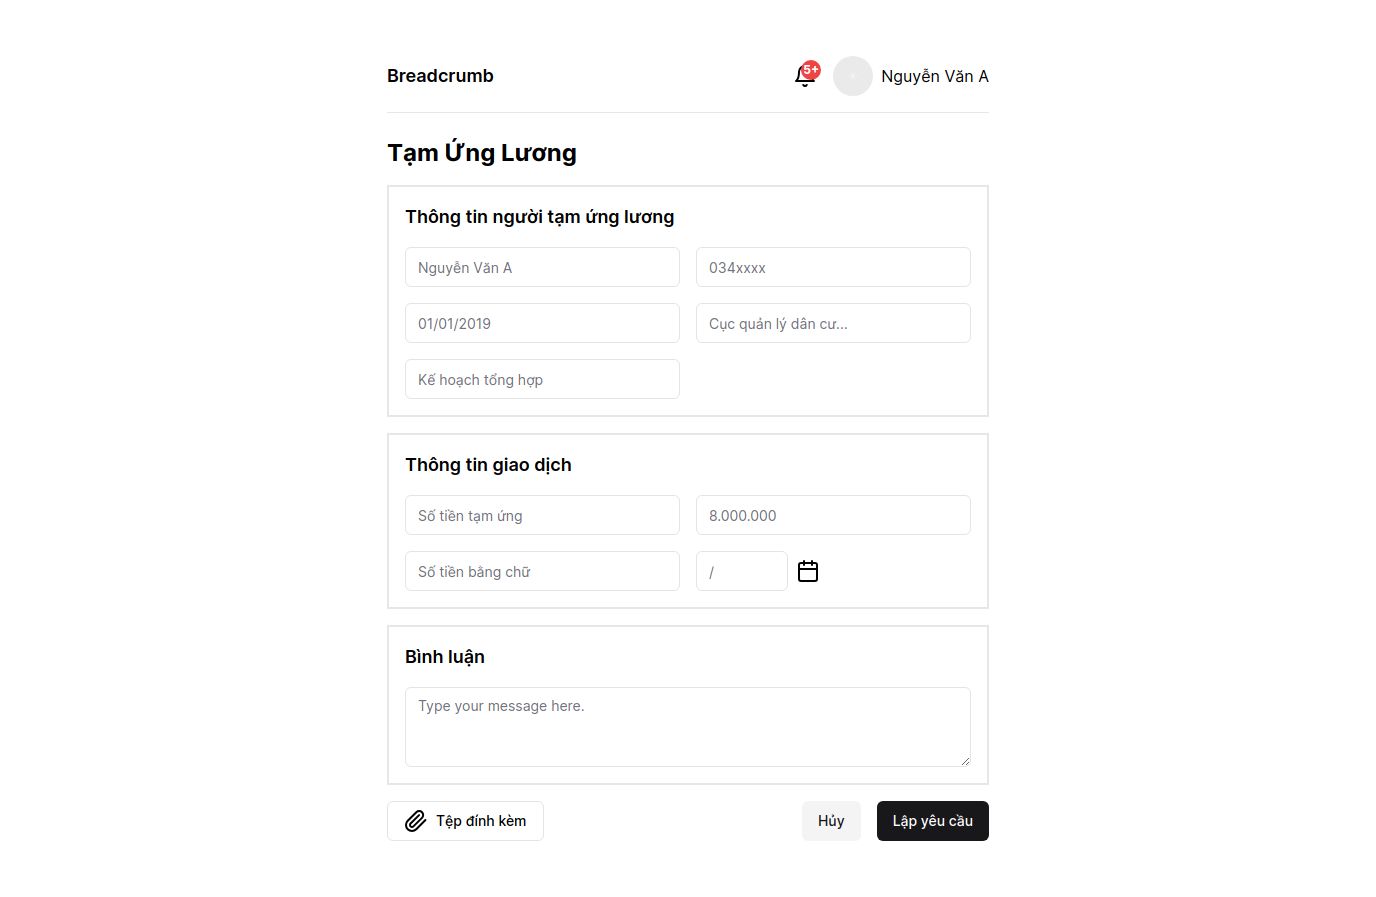 Breadcrumb
5+
Nguyễn Văn A
Tạm Ứng Lương
Thông tin người tạm ứng lương
Nguyễn Văn A
034xxxx
01/01/2019
Cục quản lý dân cư...
Kế hoạch tổng hợp
Thông tin giao dịch
Số tiền tạm ứng
8.000.000
Số tiền bằng chữ
/
Bình luận
Type your message here.
Tệp đính kèm
Hủy
Lập yêu cầu